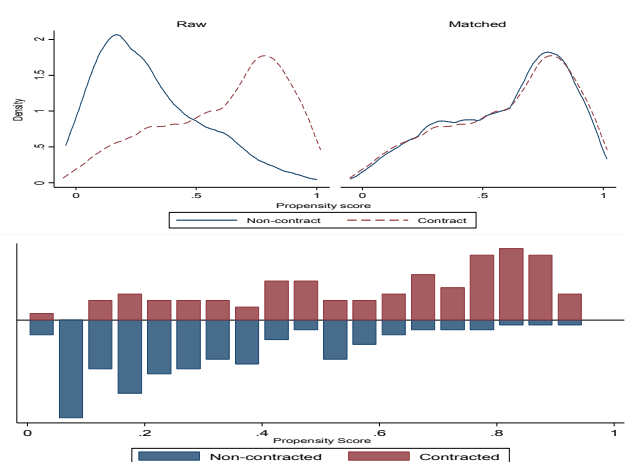 Raw
Matched
Density
2
1.5
1
.5
0
0 .5 1
0 .5 1
Propensity score
Non-contract Contract
0 .2 .4 .6 .8 1
Propensity Score
Non-contracted Contracted